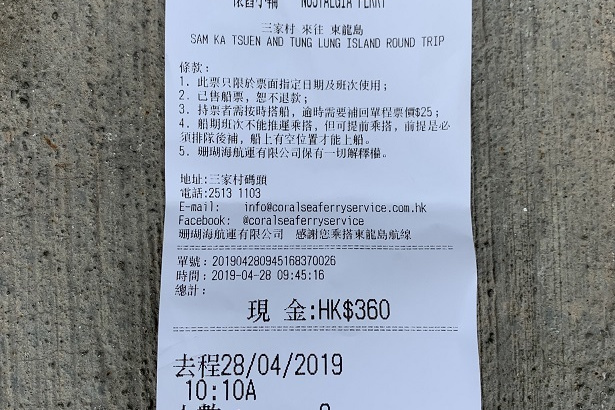 懷舊小輪 NOSTALGIA FERRY
三家村 來往 東龍島
SAM KA TSUEN AND TUNG LUNG ISLAND ROUND TRIP
條款:
1. 此票只限於票面指定日期及班次使用;
2. 已售船票, 恕不退款;
3. 持票者需按時搭船, 逾時需要補回單程票價$25;
4. 船期班次不能推遲乘搭, 但可提前乘搭, 前提是必
須排隊後補, 船上有空位置才能上船。
5. 珊瑚海航運有限公司保有一切解釋權。
地址:三家村碼頭
電話:2513 1103
E-mail: info@coralseaferryservice.com.hk
Facebook: @coralseaferryservice
珊瑚海航運有限公司 感謝您乘搭東龍島航線
單號: 201904280945168370026
時間: 2019-04-28 09:45:16
總計:
現 金:HK$360
去程28/04/2019
10:10A